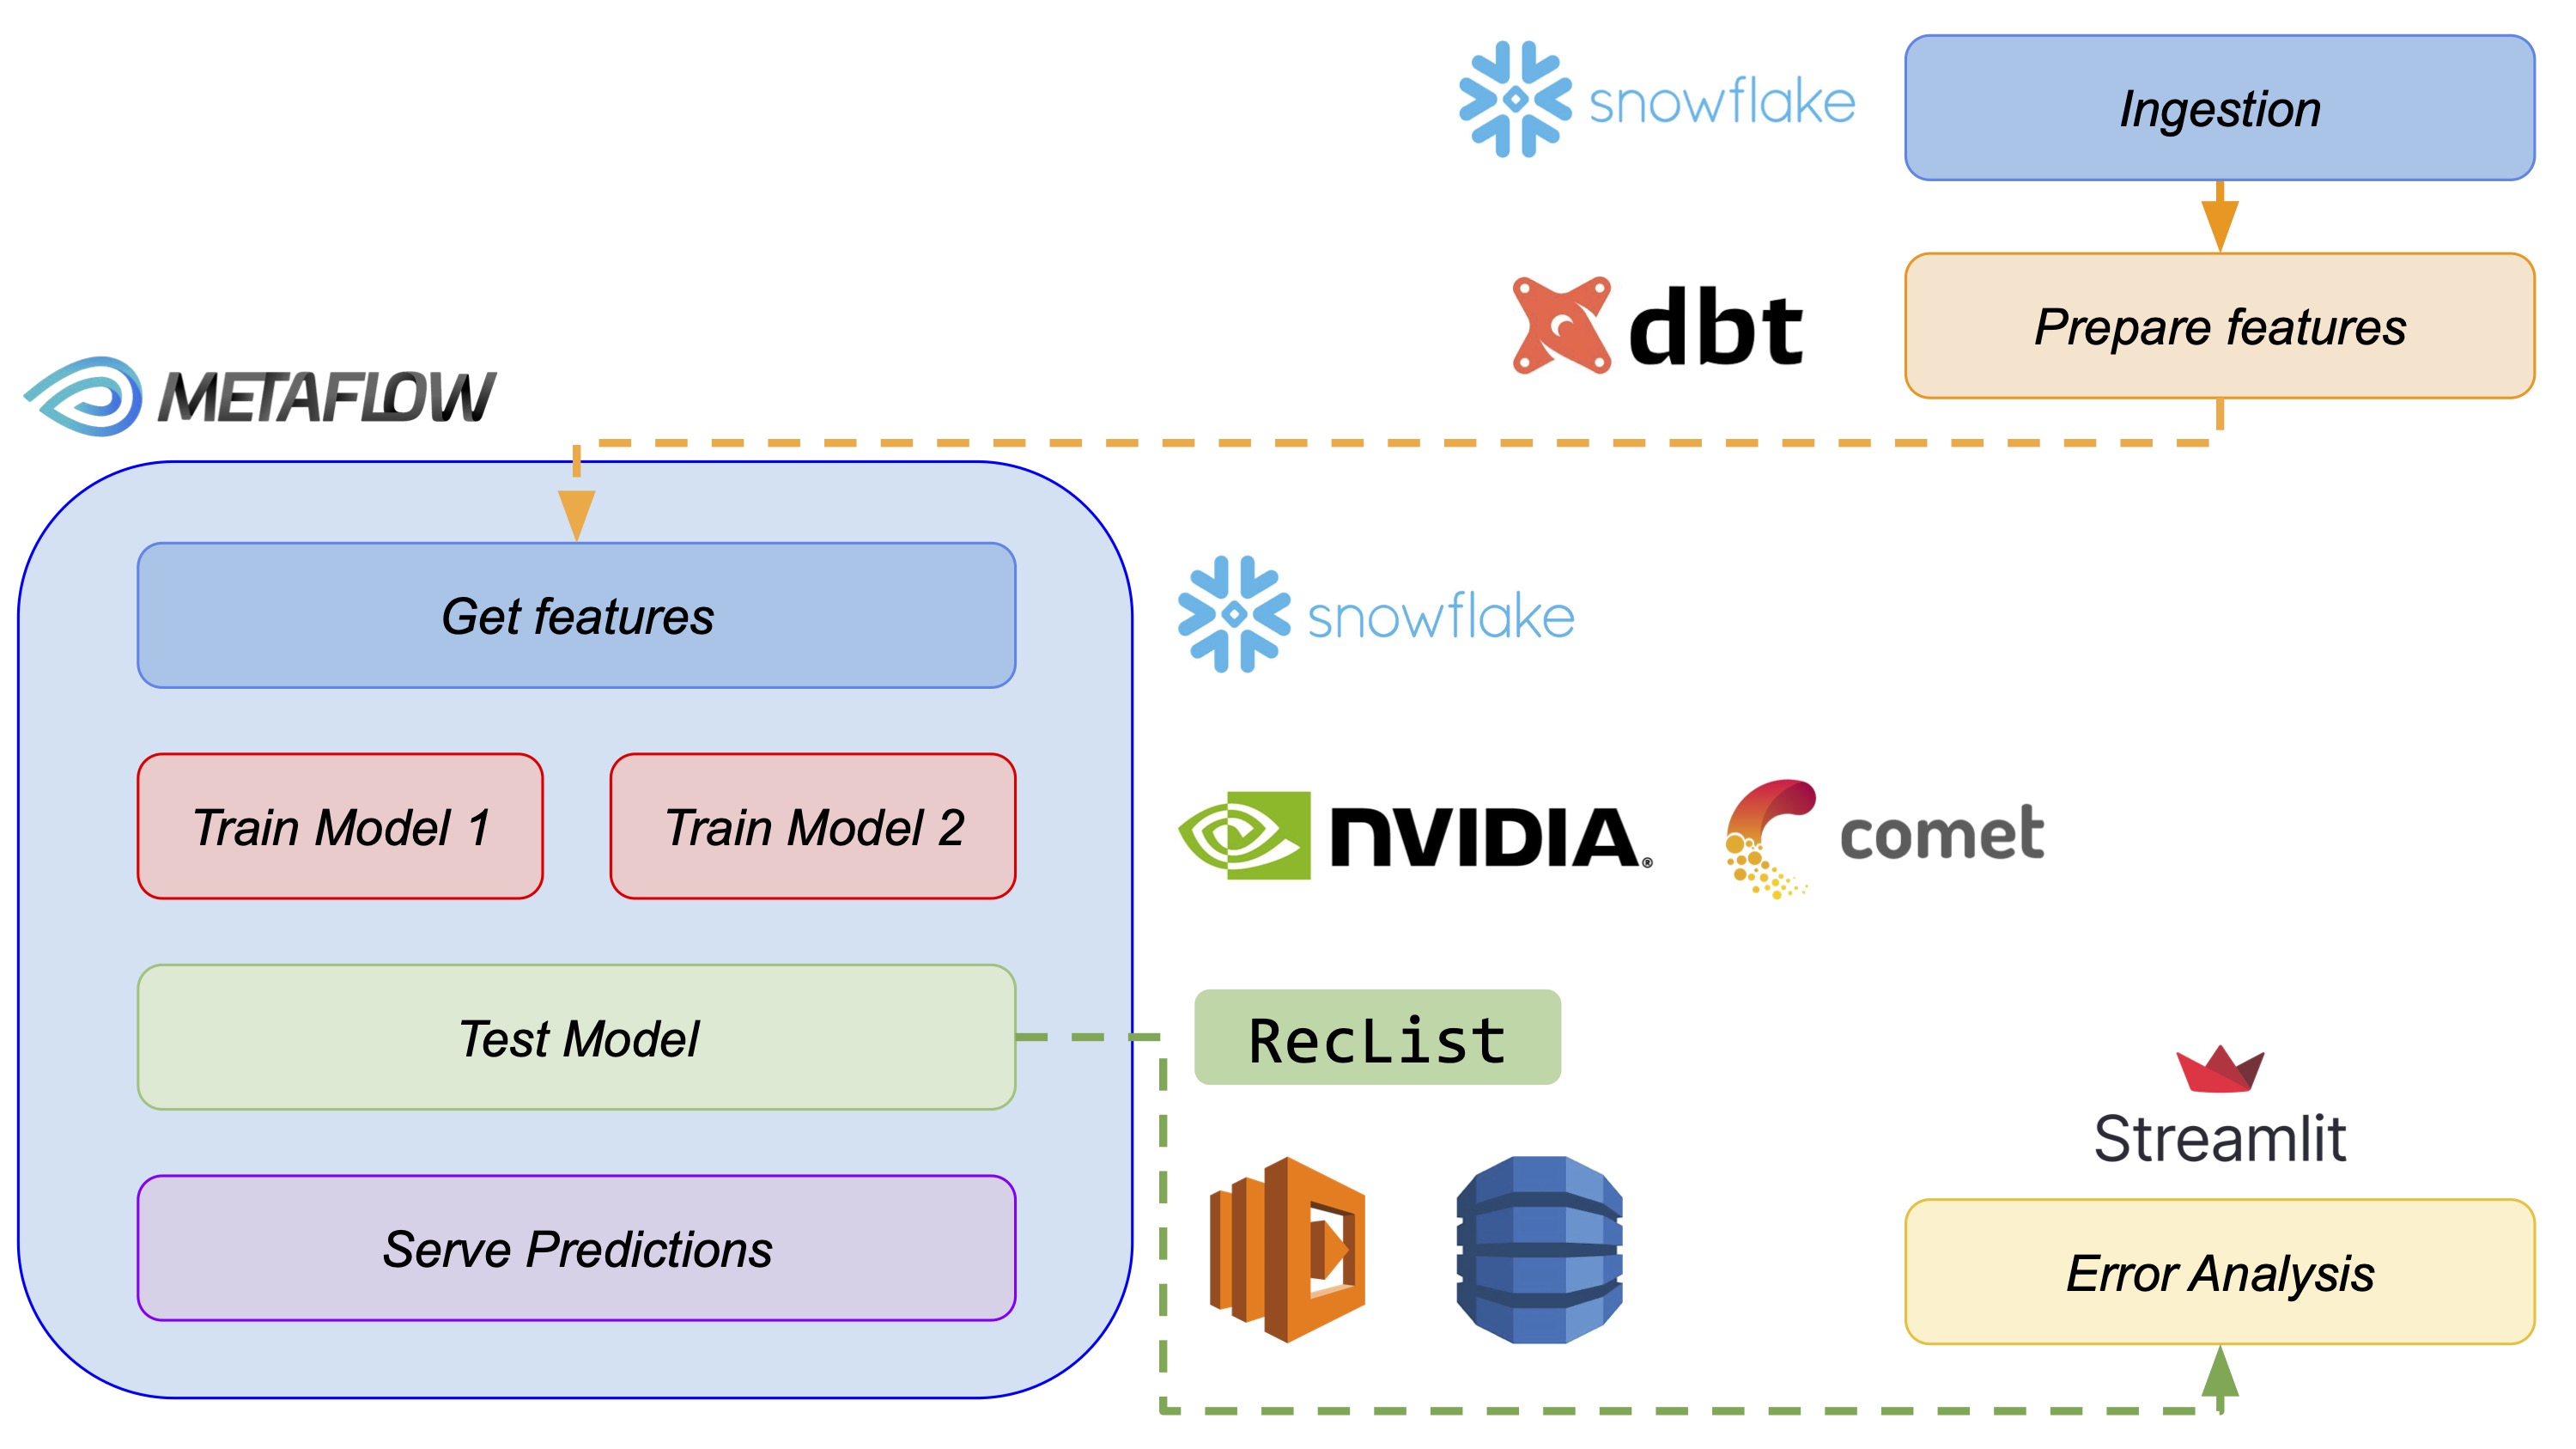 snowflake
Ingestion
dbt
Prepare features
METAFLOW
Get features
snowflake
Train Model 1
Train Model 2
NVIDIA®
comet
Test Model
RecList
Streamlit
Serve Predictions
Error Analysis